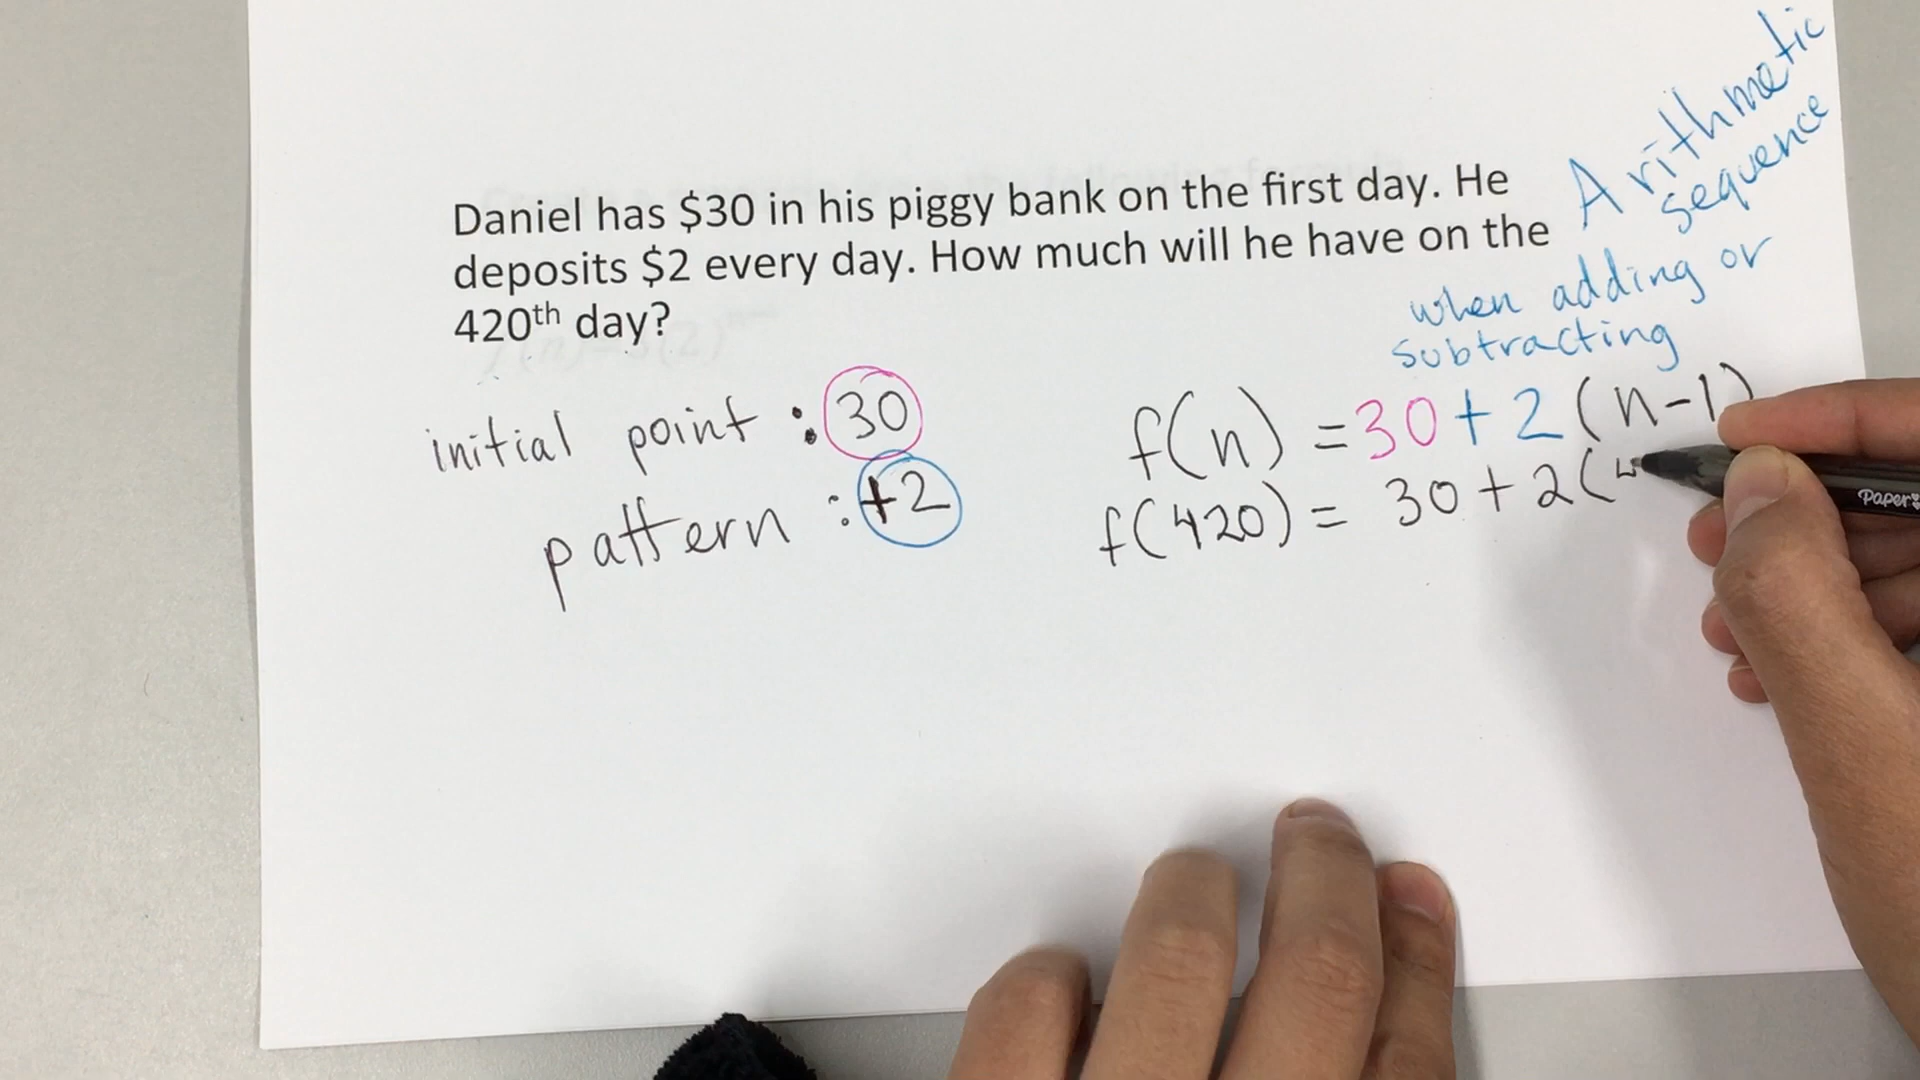 Daniel has $30 in his piggy bank on the first day. He
deposits $2 every day. How much will he have on the
420th day?
Arithmetic
sequence
when adding or
subtracting
initial point : 30
pattern : +2
f(n) = 30 + 2 (n-1)
f(420) = 30 + 2(4
Paper